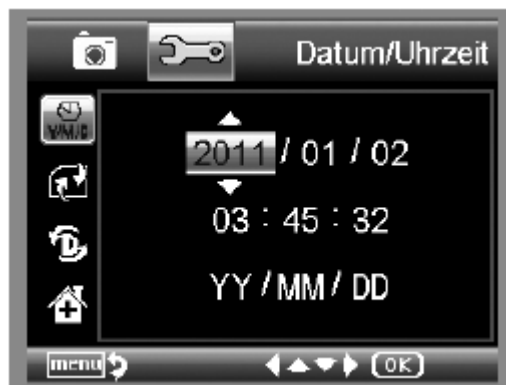 Datum/Uhrzeit
Y/M/D
2011 / 01 / 02
03 : 45 : 32
YY / MM / DD
menu
OK